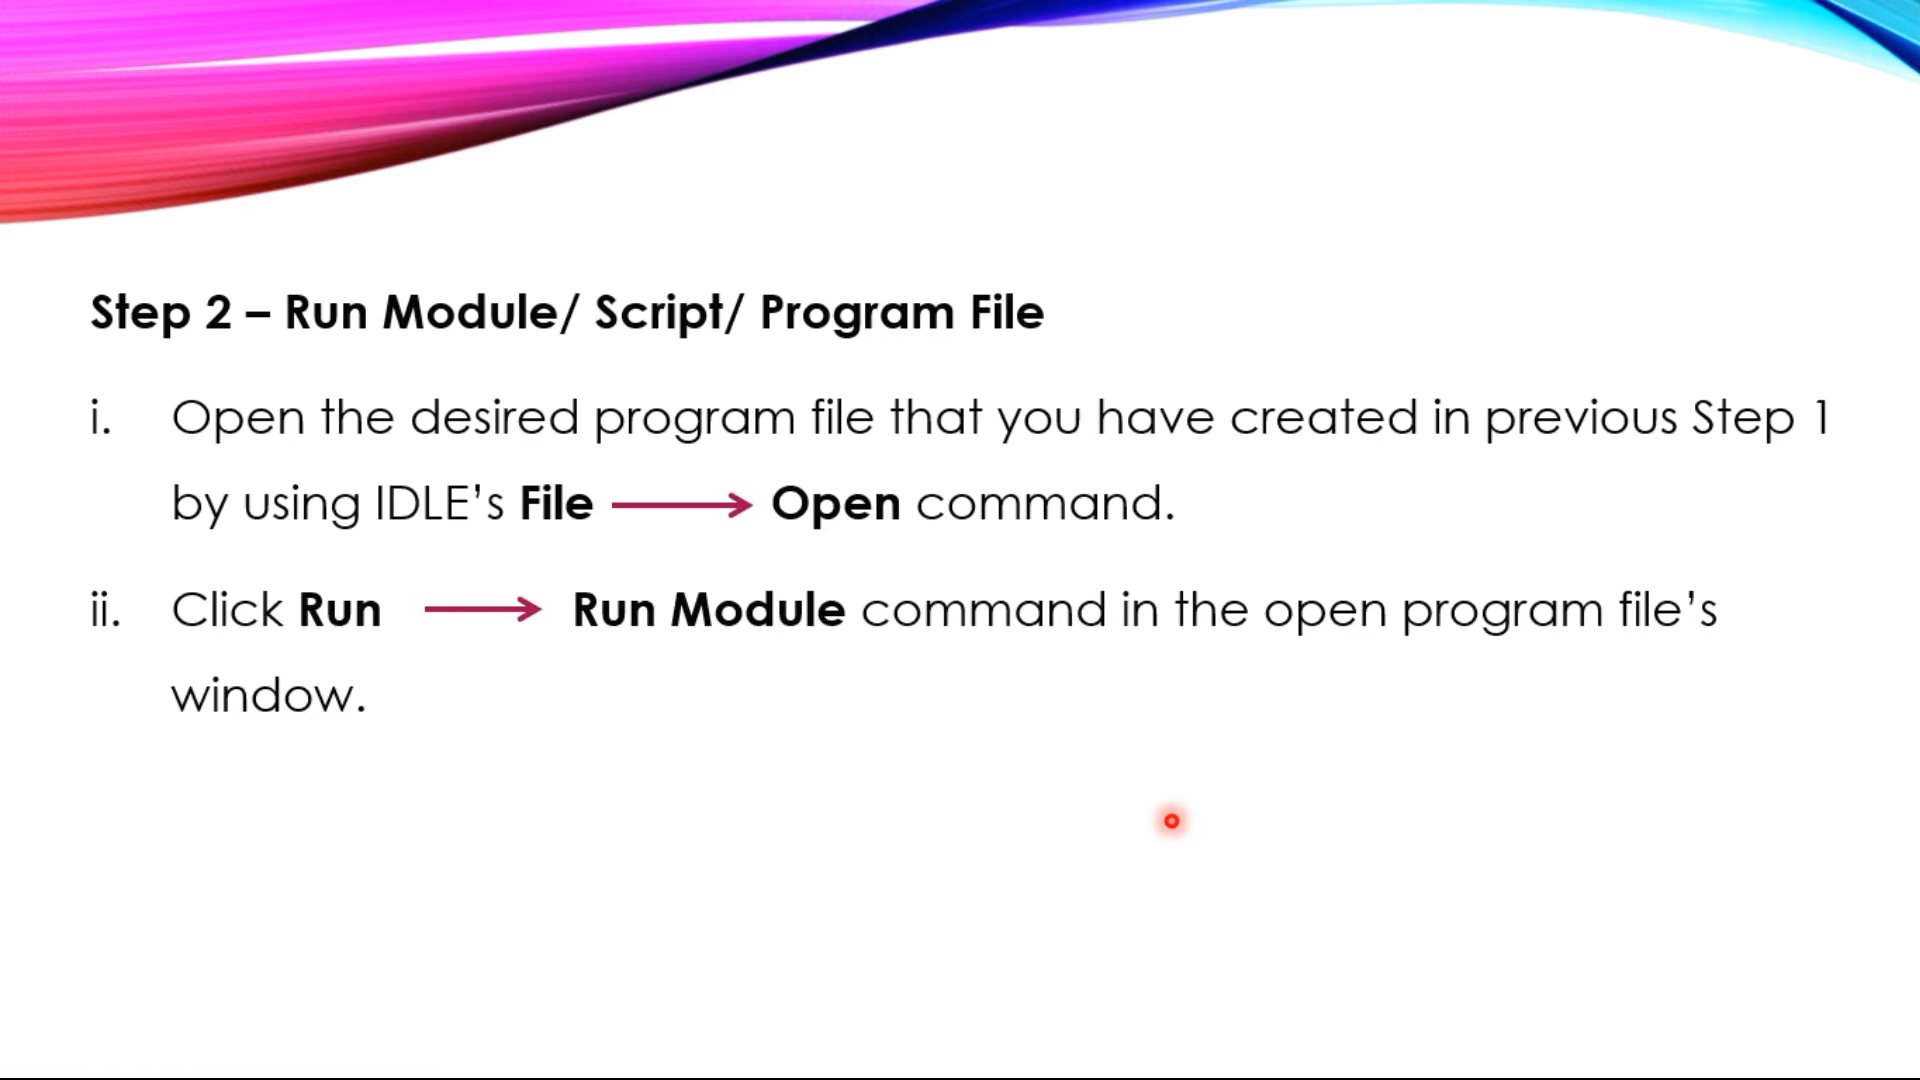 Step 2 – Run Module/ Script/ Program File
i. Open the desired program file that you have created in previous Step 1
by using IDLE’s File ⟶ Open command.
ii. Click Run ⟶ Run Module command in the open program file’s
window.